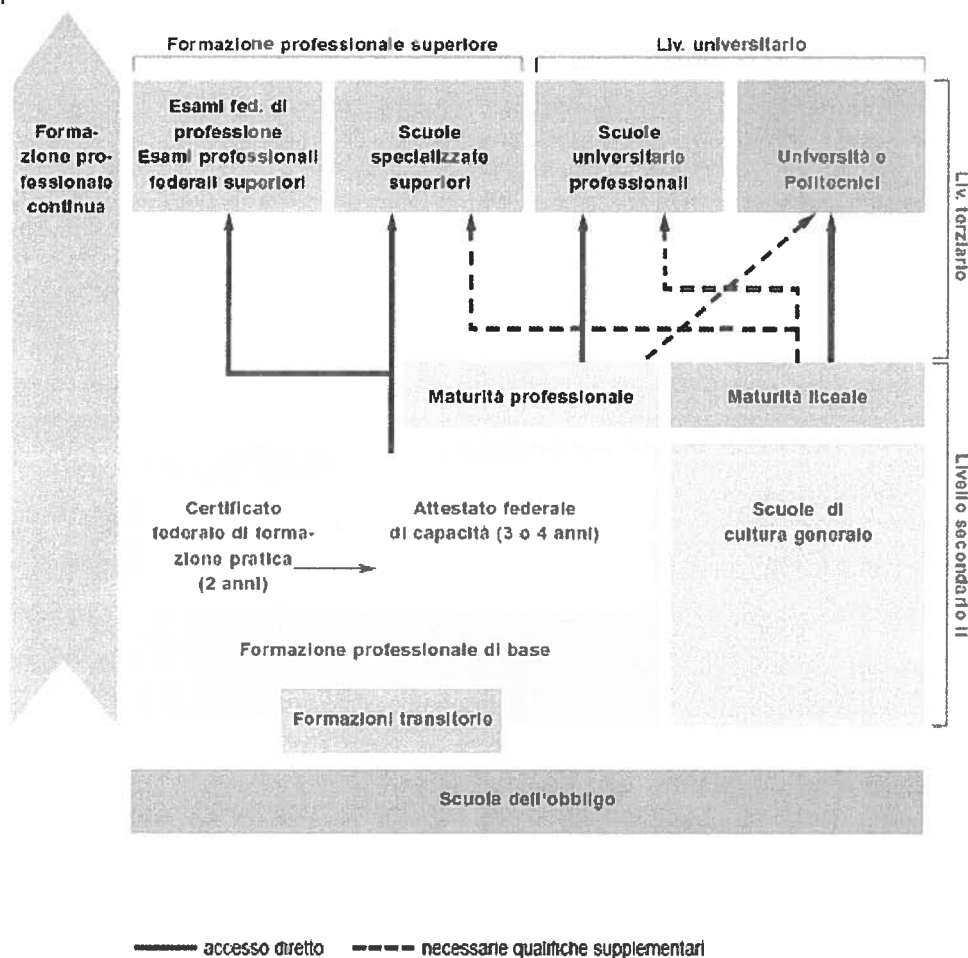 Formazione professionale superiore
Liv. universitario
Forma-
zione pro-
fessionale
continua
Esami fed. di
professione
Esami professionali
federali superiori
Scuole
specializzate
superiori
Scuole
universitarie
professionali
Università e
Politecnici
Liv. terziario
Maturità professionale
Maturità liceale
Certificato
federale di forma-
zione pratica
(2 anni)
Attestato federale
di capacità (3 o 4 anni)
Scuole di
cultura generale
Livello secondario II
Formazione professionale di base
Formazioni transitorie
Scuola dell'obbligo
accesso diretto
necessarie qualifiche supplementari